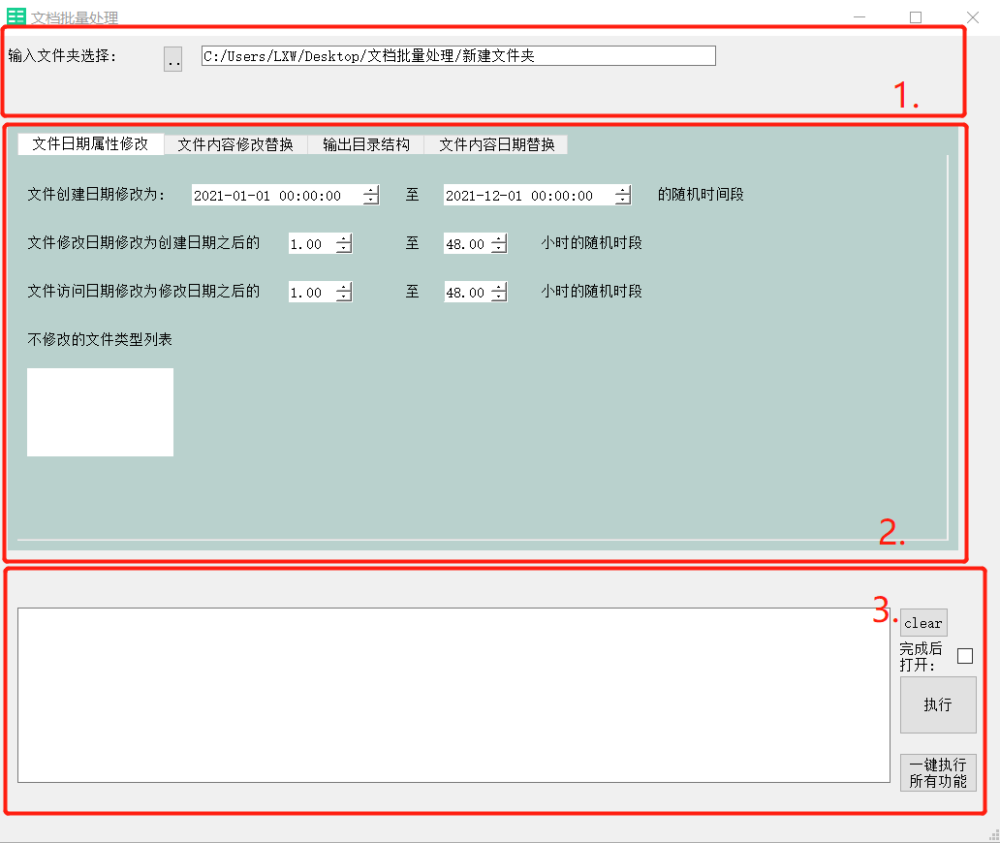 文档批量处理
输入文件夹选择: .. C:/Users/LXW/Desktop/文档批量处理/新建文件夹
1.
文件日期属性修改 文件内容修改替换 输出目录结构 文件内容日期替换
文件创建日期修改为: 2021-01-01 00:00:00 至 2021-12-01 00:00:00 的随机时间段
文件修改日期修改为创建日期之后的 1.00 至 48.00 小时的随机时段
文件访问日期修改为修改日期之后的 1.00 至 48.00 小时的随机时段
不修改的文件类型列表
2.
3.
clear
完成后
打开:
执行
一键执行
所有功能